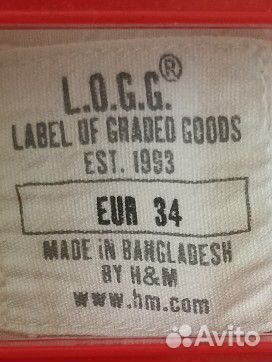 L.O.G.G.®
LABEL OF GRADED GOODS
EST. 1993
EUR 34
MADE iN BANGLADESH
BY H&M
www.hm.com
Avito